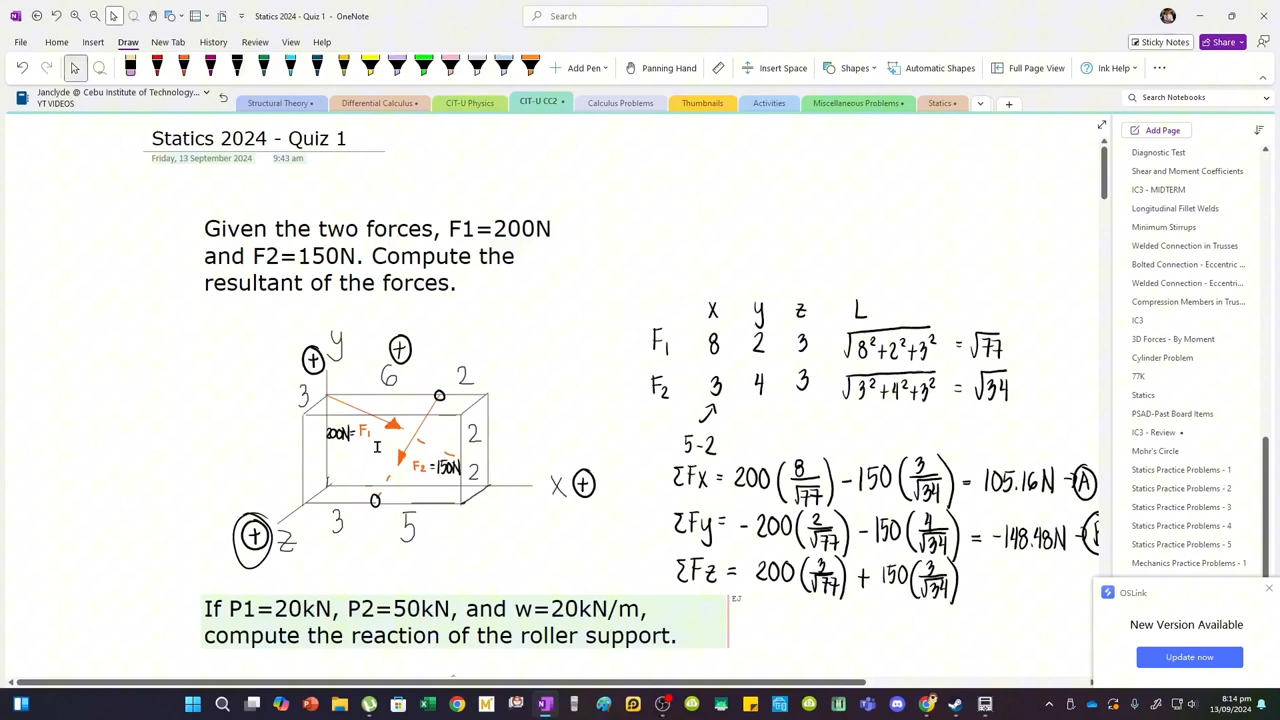 Statics 2024 - Quiz 1 - OneNote
Search
File Home Insert Draw New Tab History Review View Help
Sticky Notes Share
Add Pen Panning Hand Insert Space Shapes Automatic Shapes Full Page View Ink Help
Janclyde @ Cebu Institute of Technology...
YT VIDEOS
Structural Theory Differential Calculus CIT-U Physics CIT-U CC2 Calculus Problems Thumbnails Activities Miscellaneous Problems Statics
Search Notebooks
Add Page
Statics 2024 - Quiz 1
Friday, 13 September 2024 9:43 am
Given the two forces, F1=200N
and F2=150N. Compute the
resultant of the forces.
y + +
6 2
3
200N= F₁
2
F₂ =150N
2
X +
+ Z
3 5
x y z L
F₁ 8 2 3 √8²+2²+3² = √77
F₂ 3 4 3 √3²+4²+3² = √34
5-2
ΣFx = 200 (8/√77) -150 (3/√34) = 105.16N → A
ΣFy = -200 (2/√77) -150 (4/√34) = -148.48N →
ΣFz = 200 (3/√77) + 150 (3/√34)
EJ
If P1=20kN, P2=50kN, and w=20kN/m,
compute the reaction of the roller support.
Diagnostic Test
Shear and Moment Coefficients
IC3 - MIDTERM
Longitudinal Fillet Welds
Minimum Stirrups
Welded Connection in Trusses
Bolted Connection - Eccentric ...
Welded Connection - Eccentri...
Compression Members in Trus...
IC3
3D Forces - By Moment
Cylinder Problem
77K
Statics
PSAD-Past Board Items
IC3 - Review
Mohr's Circle
Statics Practice Problems - 1
Statics Practice Problems - 2
Statics Practice Problems - 3
Statics Practice Problems - 4
Statics Practice Problems - 5
Mechanics Practice Problems - 1
OSLink
New Version Available
Update now
8:14 pm
13/09/2024